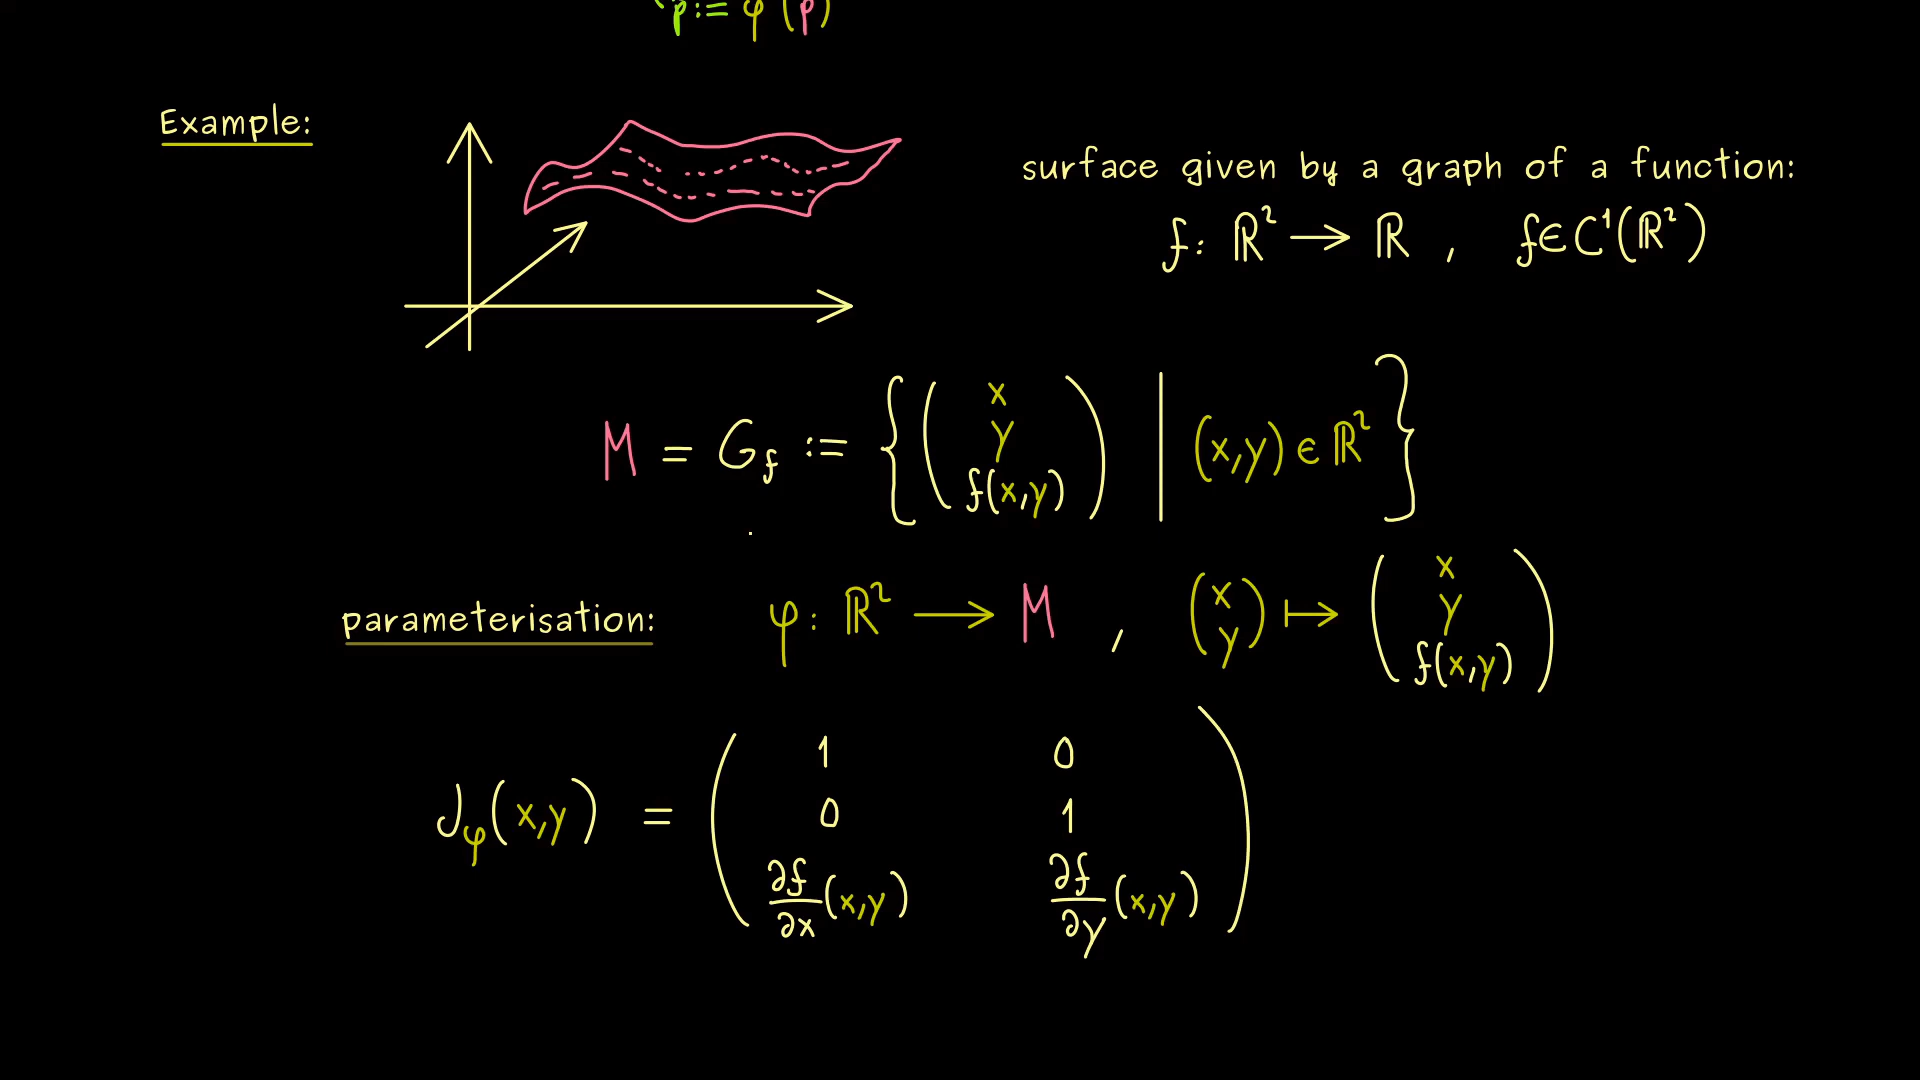 p̃ := φ⁻¹(p)
Example:
surface given by a graph of a function:
f: ℝ² ⟶ ℝ , f∈C¹(ℝ²)
M = G_f := { ( x y f(x,y) ) | (x,y) ∈ ℝ² }
parameterisation: φ: ℝ² ⟶ M , ( x y ) ↦ ( x y f(x,y) )
J_φ(x,y) = ( 1 0
0 1
∂f/∂x (x,y) ∂f/∂y (x,y) )